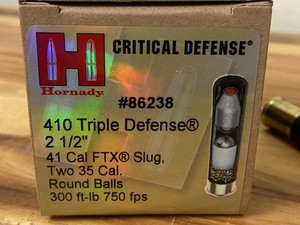 H
Hornady
CRITICAL DEFENSE®
#86238
410 Triple Defense®
2 1/2"
41 Cal FTX® Slug,
Two 35 Cal.
Round Balls
300 ft-lb 750 fps